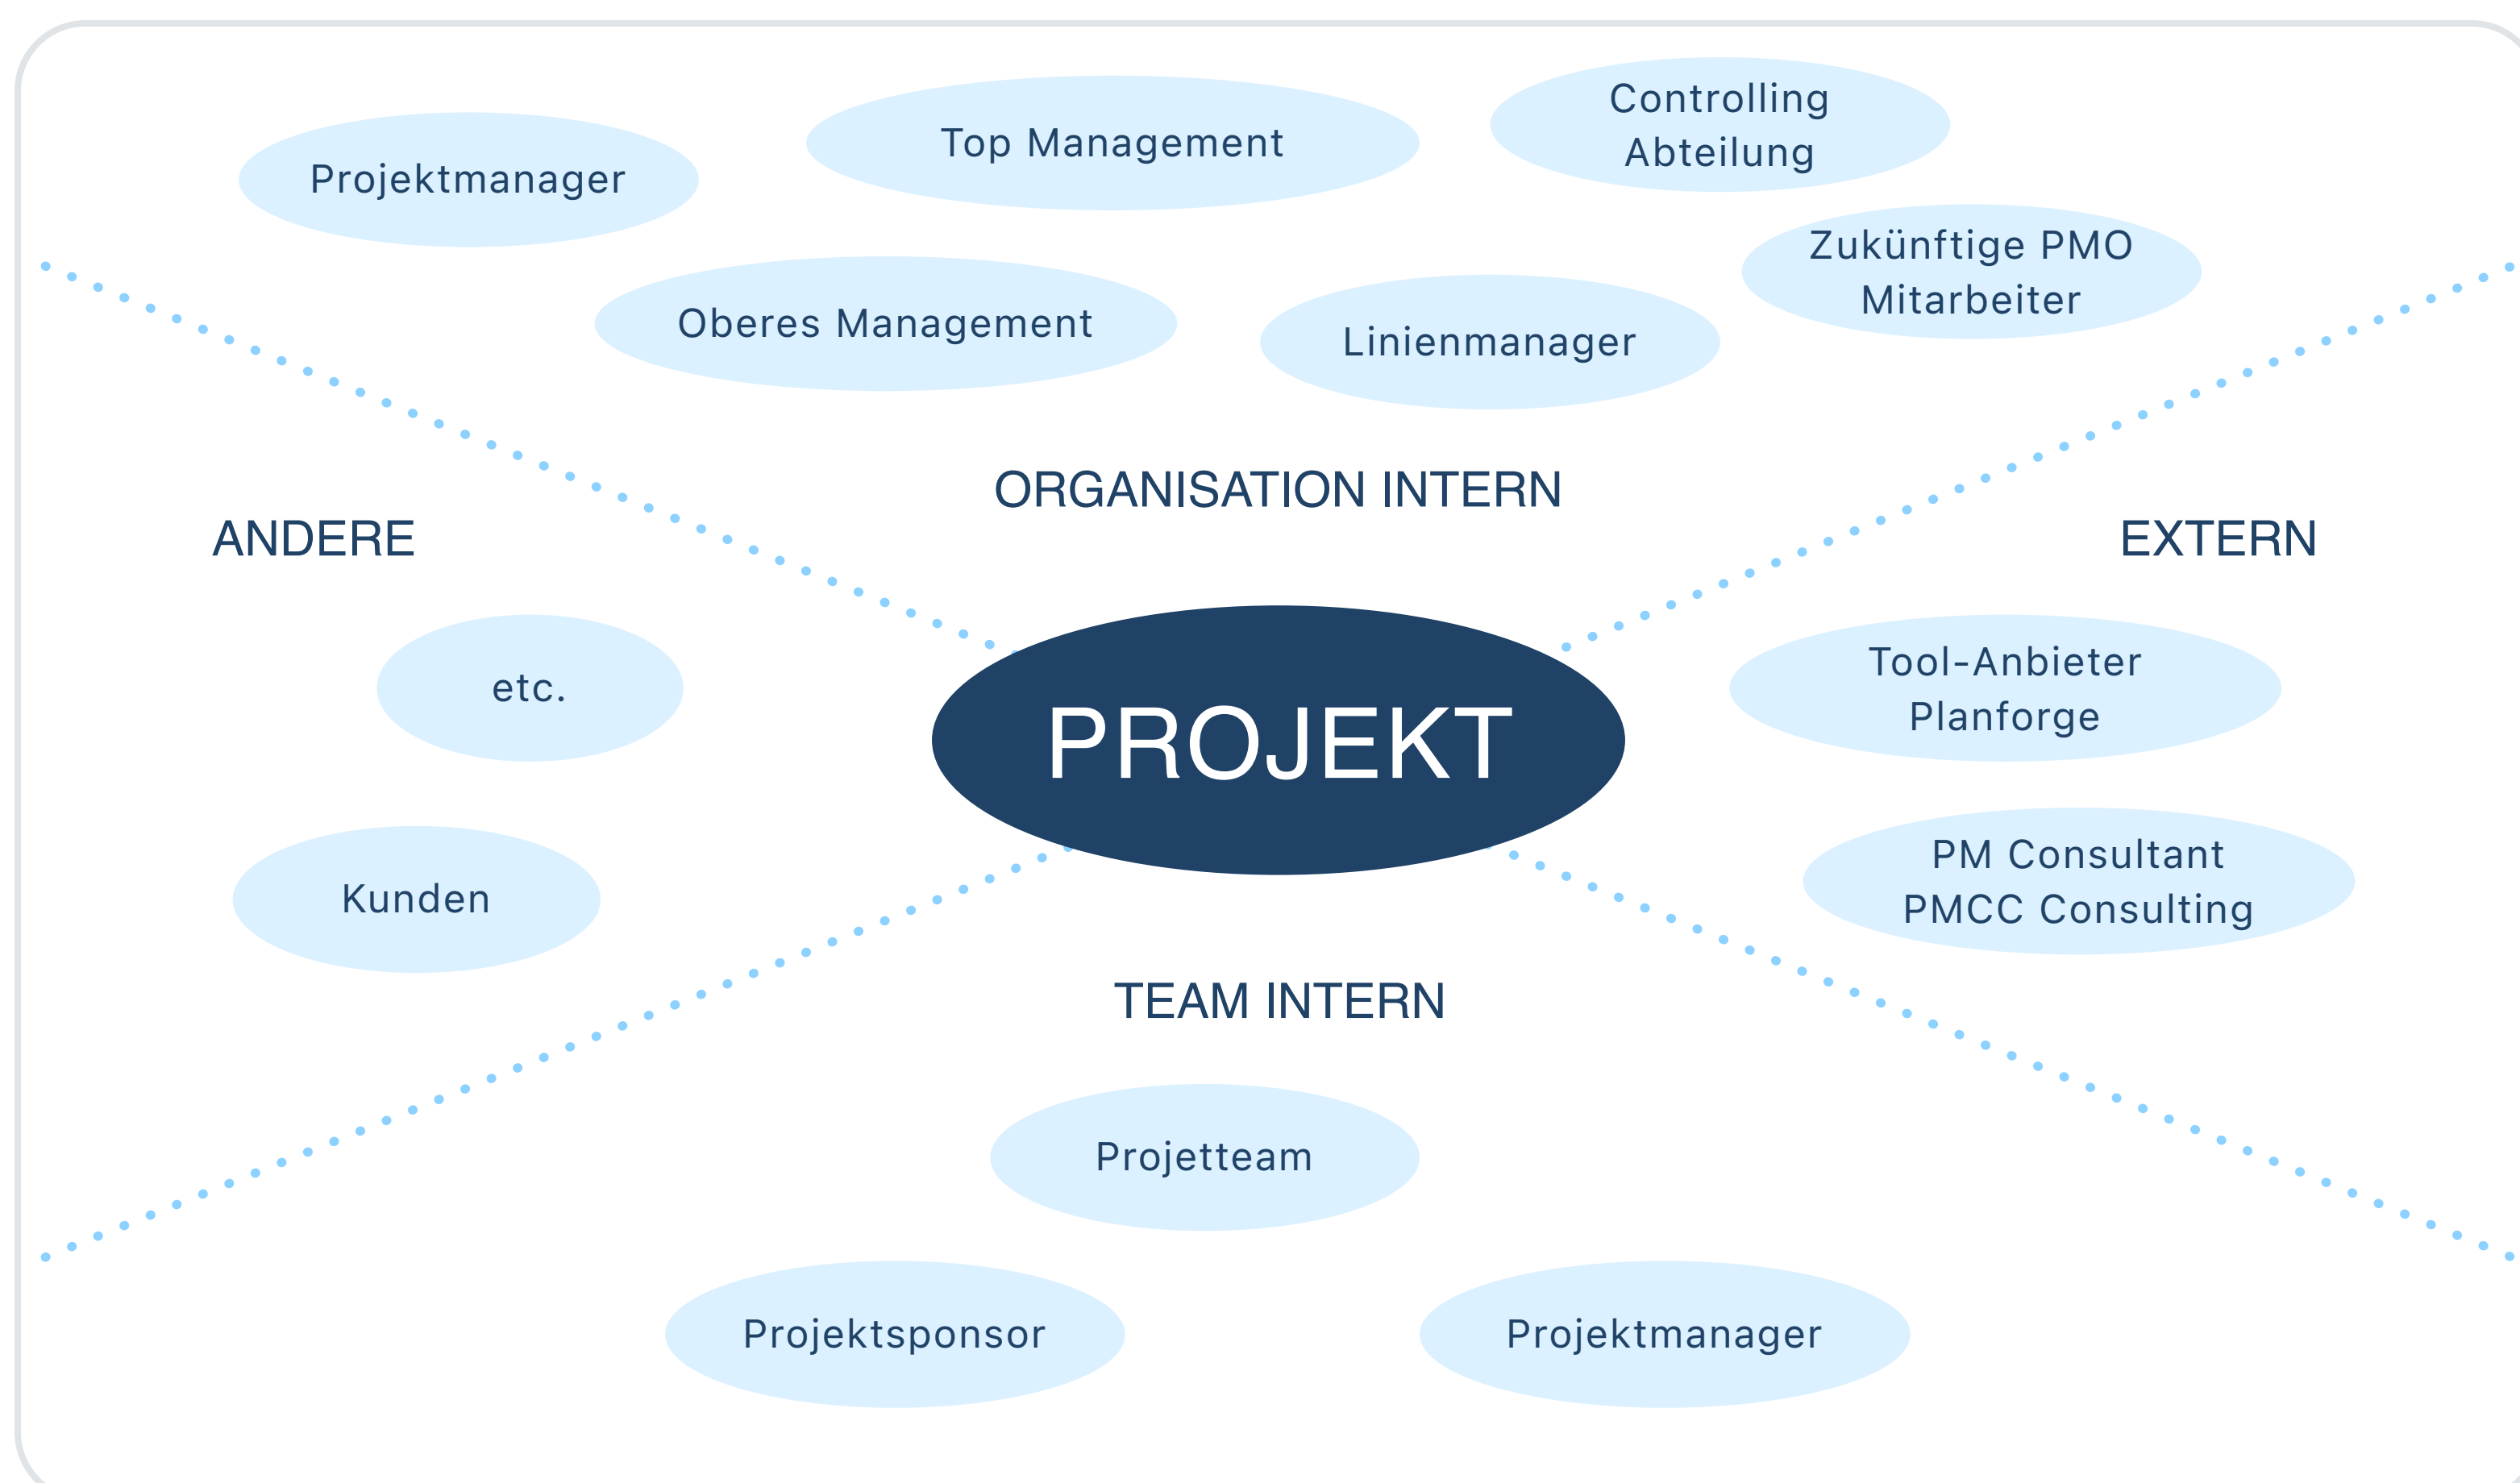 Controlling
Abteilung
Top Management
Projektmanager
Zukünftige PMO
Mitarbeiter
Oberes Management
Linienmanager
ORGANISATION INTERN
ANDERE
EXTERN
etc.
Tool-Anbieter
Planforge
PROJEKT
Kunden
PM Consultant
PMCC Consulting
TEAM INTERN
Projetteam
Projektsponsor
Projektmanager